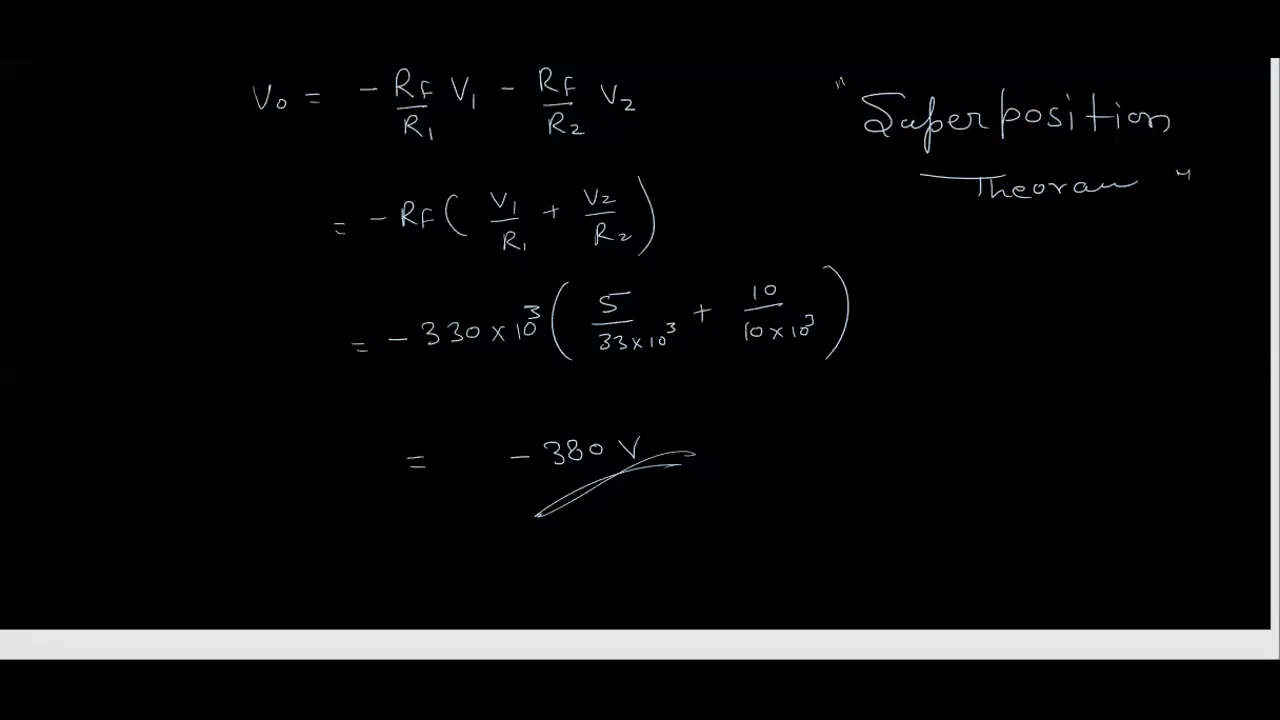 V₀ = - Rf/R₁ V₁ - Rf/R₂ V₂
" Superposition
Theoram "
= - Rf ( V₁/R₁ + V₂/R₂ )
= - 330 × 10³ ( 5/33×10³ + 10/10×10³ )
= - 380 V